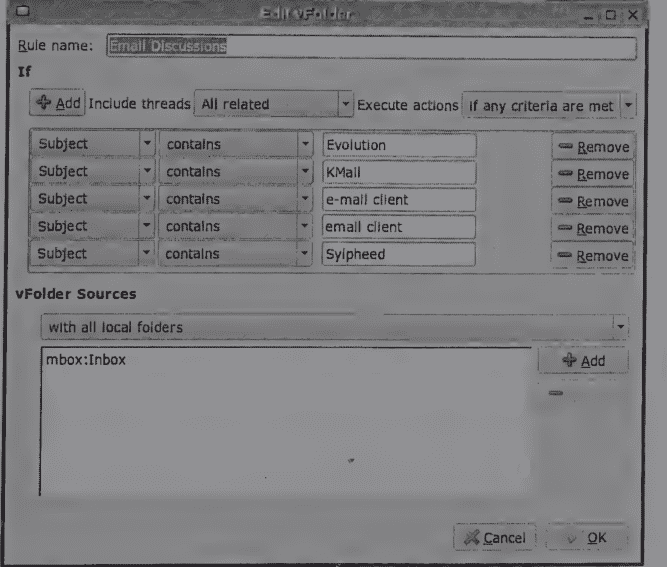 Edit vFolder
Rule name: Email Discussions
If
Add Include threads All related Execute actions if any criteria are met
Subject contains Evolution Remove
Subject contains KMail Remove
Subject contains e-mail client Remove
Subject contains email client Remove
Subject contains Sylpheed Remove
vFolder Sources
with all local folders
mbox:Inbox
Add
Cancel OK